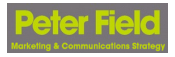 Peter Field
Marketing & Communications Strategy